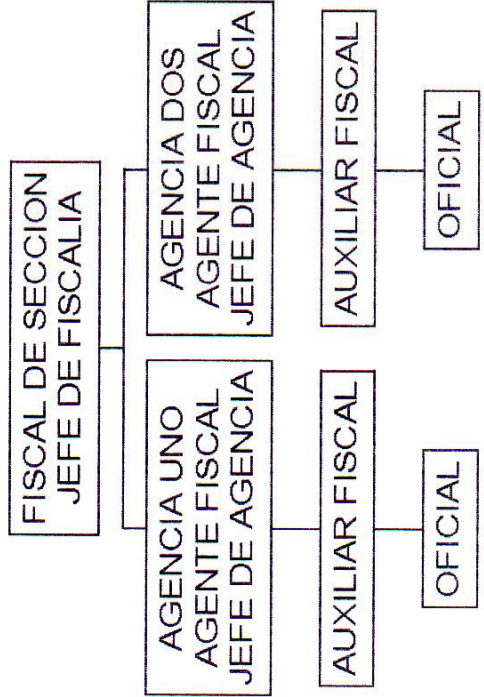 FISCAL DE SECCION
JEFE DE FISCALIA
AGENCIA UNO
AGENTE FISCAL
JEFE DE AGENCIA
AGENCIA DOS
AGENTE FISCAL
JEFE DE AGENCIA
AUXILIAR FISCAL
AUXILIAR FISCAL
OFICIAL
OFICIAL